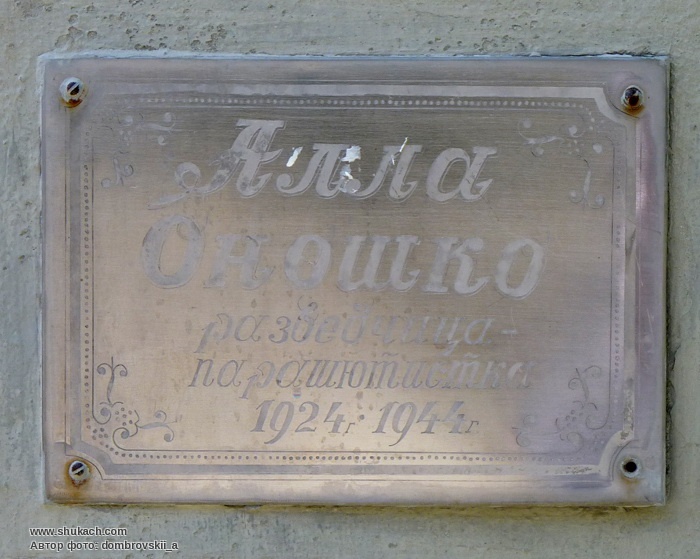 Алла
Оношко
разведчица-
парашютистка
1924г 1944г.
www.shukach.com
Автор фото: dombrovskii_a